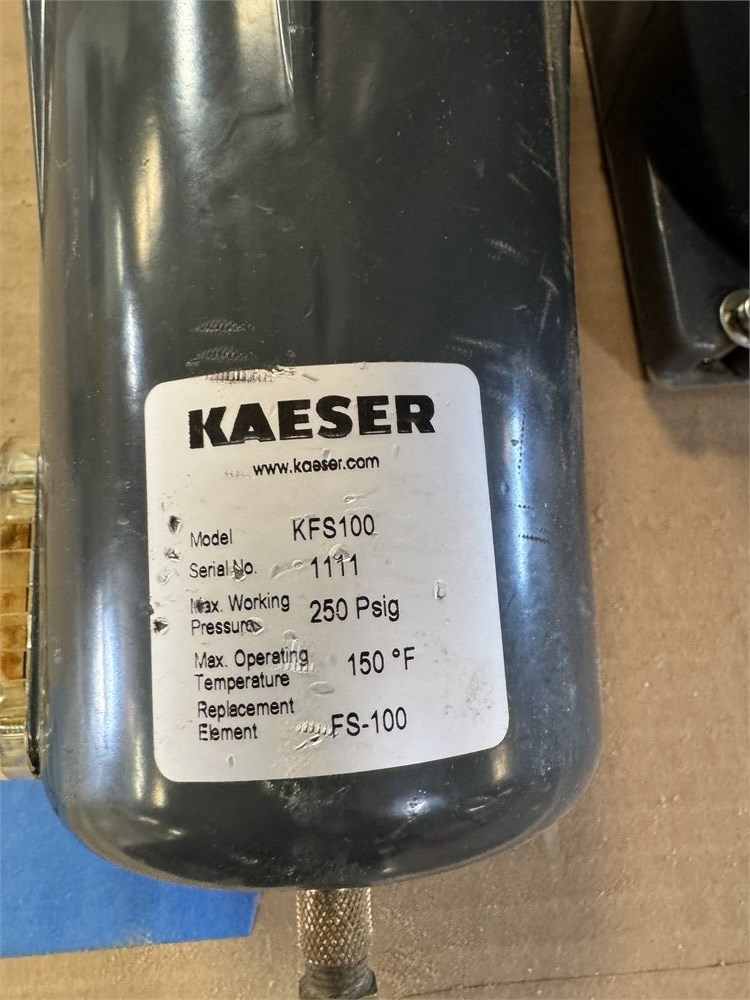 KAESER
www.kaeser.com
Model KFS100
Serial No. 1111
Max. Working
Pressure 250 Psig
Max. Operating
Temperature 150 °F
Replacement
Element FS-100